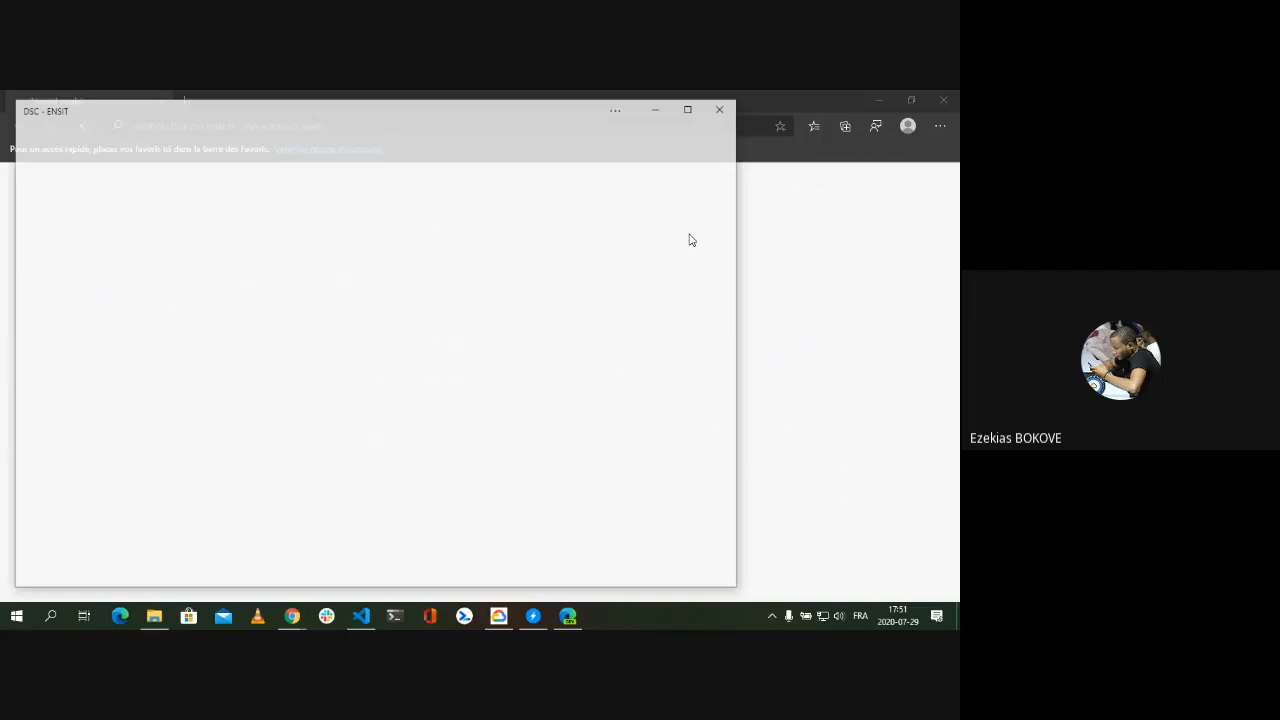 DSC - ENSIT
Pour un accès rapide, placez vos favoris ici dans la barre des favoris.
Ezekias BOKOVE
FRA
17:51
2020-07-29